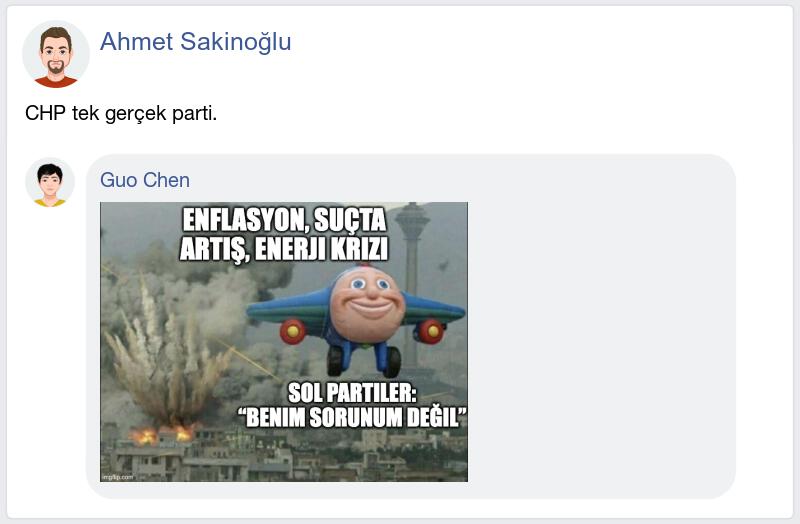 Ahmet Sakinoğlu
CHP tek gerçek parti.
Guo Chen
ENFLASYON, SUÇTA
ARTIŞ, ENERJI KRIZI
SOL PARTILER:
“BENIM SORUNUM DEĞIL”
imgflip.com